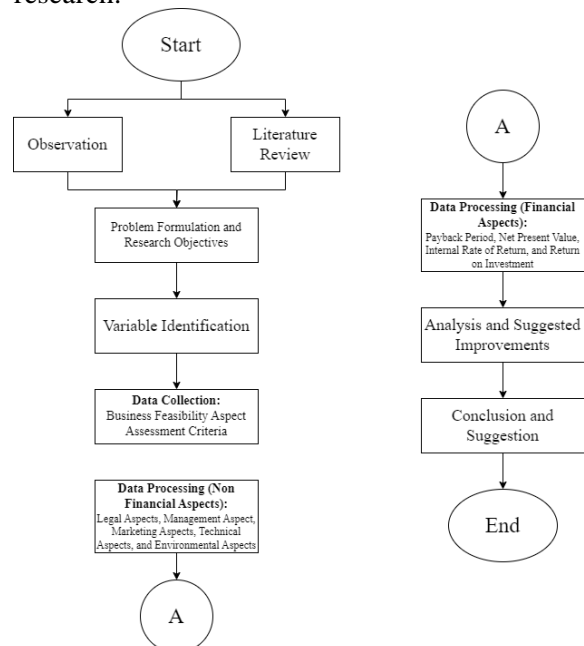 research.
Start
Observation
Literature
Review
Problem Formulation and
Research Objectives
Variable Identification
Data Collection:
Business Feasibility Aspect
Assessment Criteria
Data Processing (Non
Financial Aspects):
Legal Aspects, Management Aspect,
Marketing Aspects, Technical
Aspects, and Environmental Aspects
A
A
Data Processing (Financial
Aspects):
Payback Period, Net Present Value,
Internal Rate of Return, and Return
on Investment
Analysis and Suggested
Improvements
Conclusion and
Suggestion
End